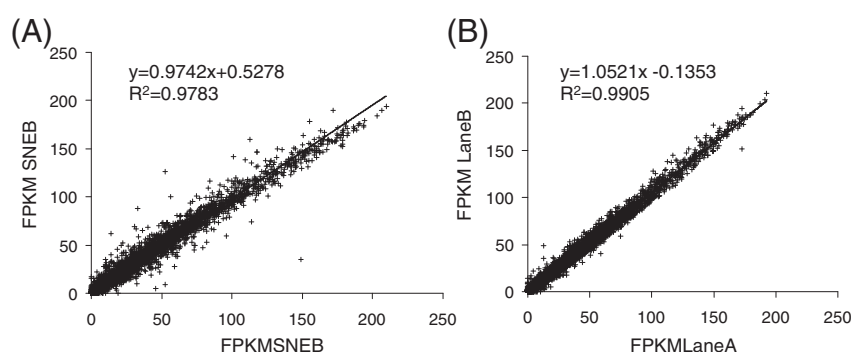 (A)
y=0.9742x+0.5278
R²=0.9783
FPKM SNEB
250
200
150
100
50
0
0 50 100 150 200 250
FPKMSNEB
(B)
y=1.0521x -0.1353
R²=0.9905
FPKM LaneB
250
200
150
100
50
0
0 50 100 150 200 250
FPKMLaneA